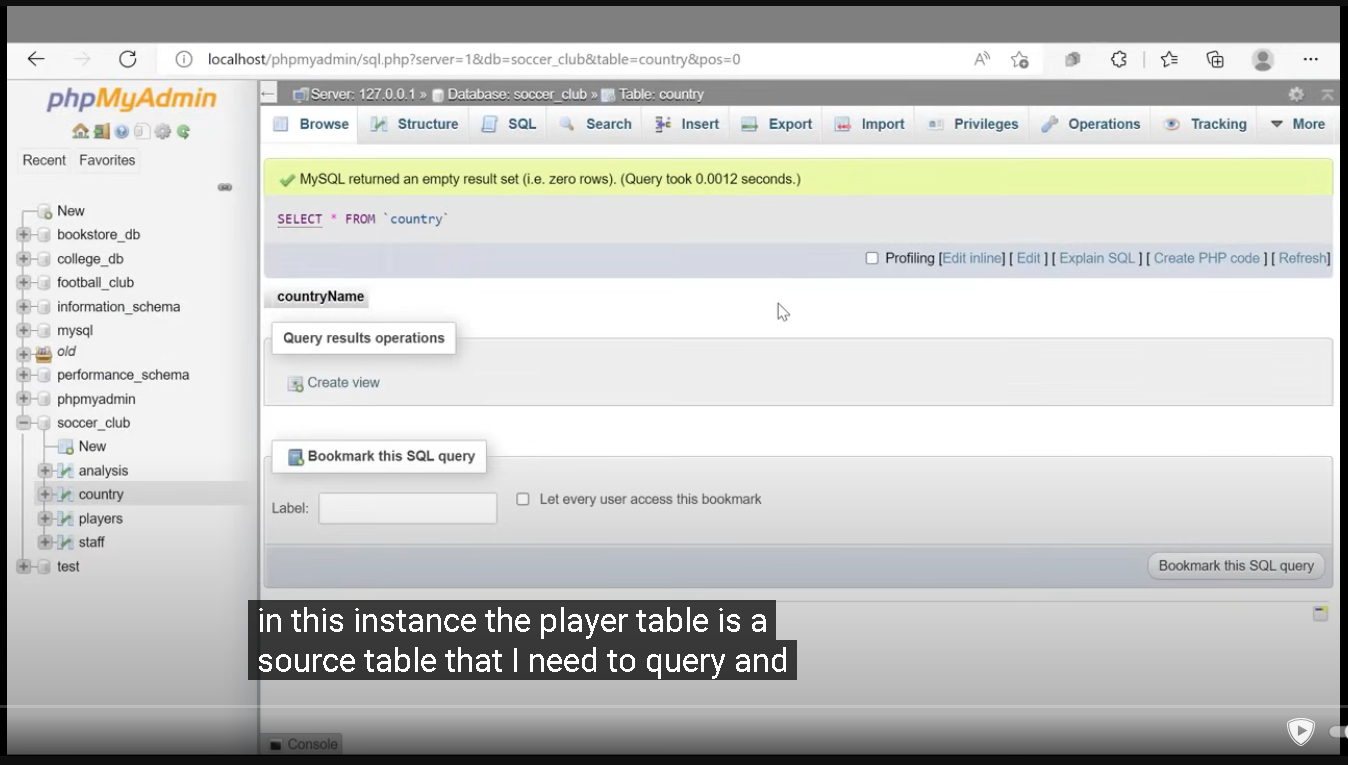 localhost/phpmyadmin/sql.php?server=1&db=soccer_club&table=country&pos=0
phpMyAdmin
Recent Favorites
New
bookstore_db
college_db
football_club
information_schema
mysql
old
performance_schema
phpmyadmin
soccer_club
New
analysis
country
players
staff
test
Server: 127.0.0.1 » Database: soccer_club » Table: country
Browse Structure SQL Search Insert Export Import Privileges Operations Tracking More
MySQL returned an empty result set (i.e. zero rows). (Query took 0.0012 seconds.)
SELECT * FROM `country`
Profiling [Edit inline] [ Edit ] [ Explain SQL ] [ Create PHP code ] [ Refresh]
countryName
Query results operations
Create view
Bookmark this SQL query
Label:
Let every user access this bookmark
Bookmark this SQL query
in this instance the player table is a
source table that I need to query and
Console